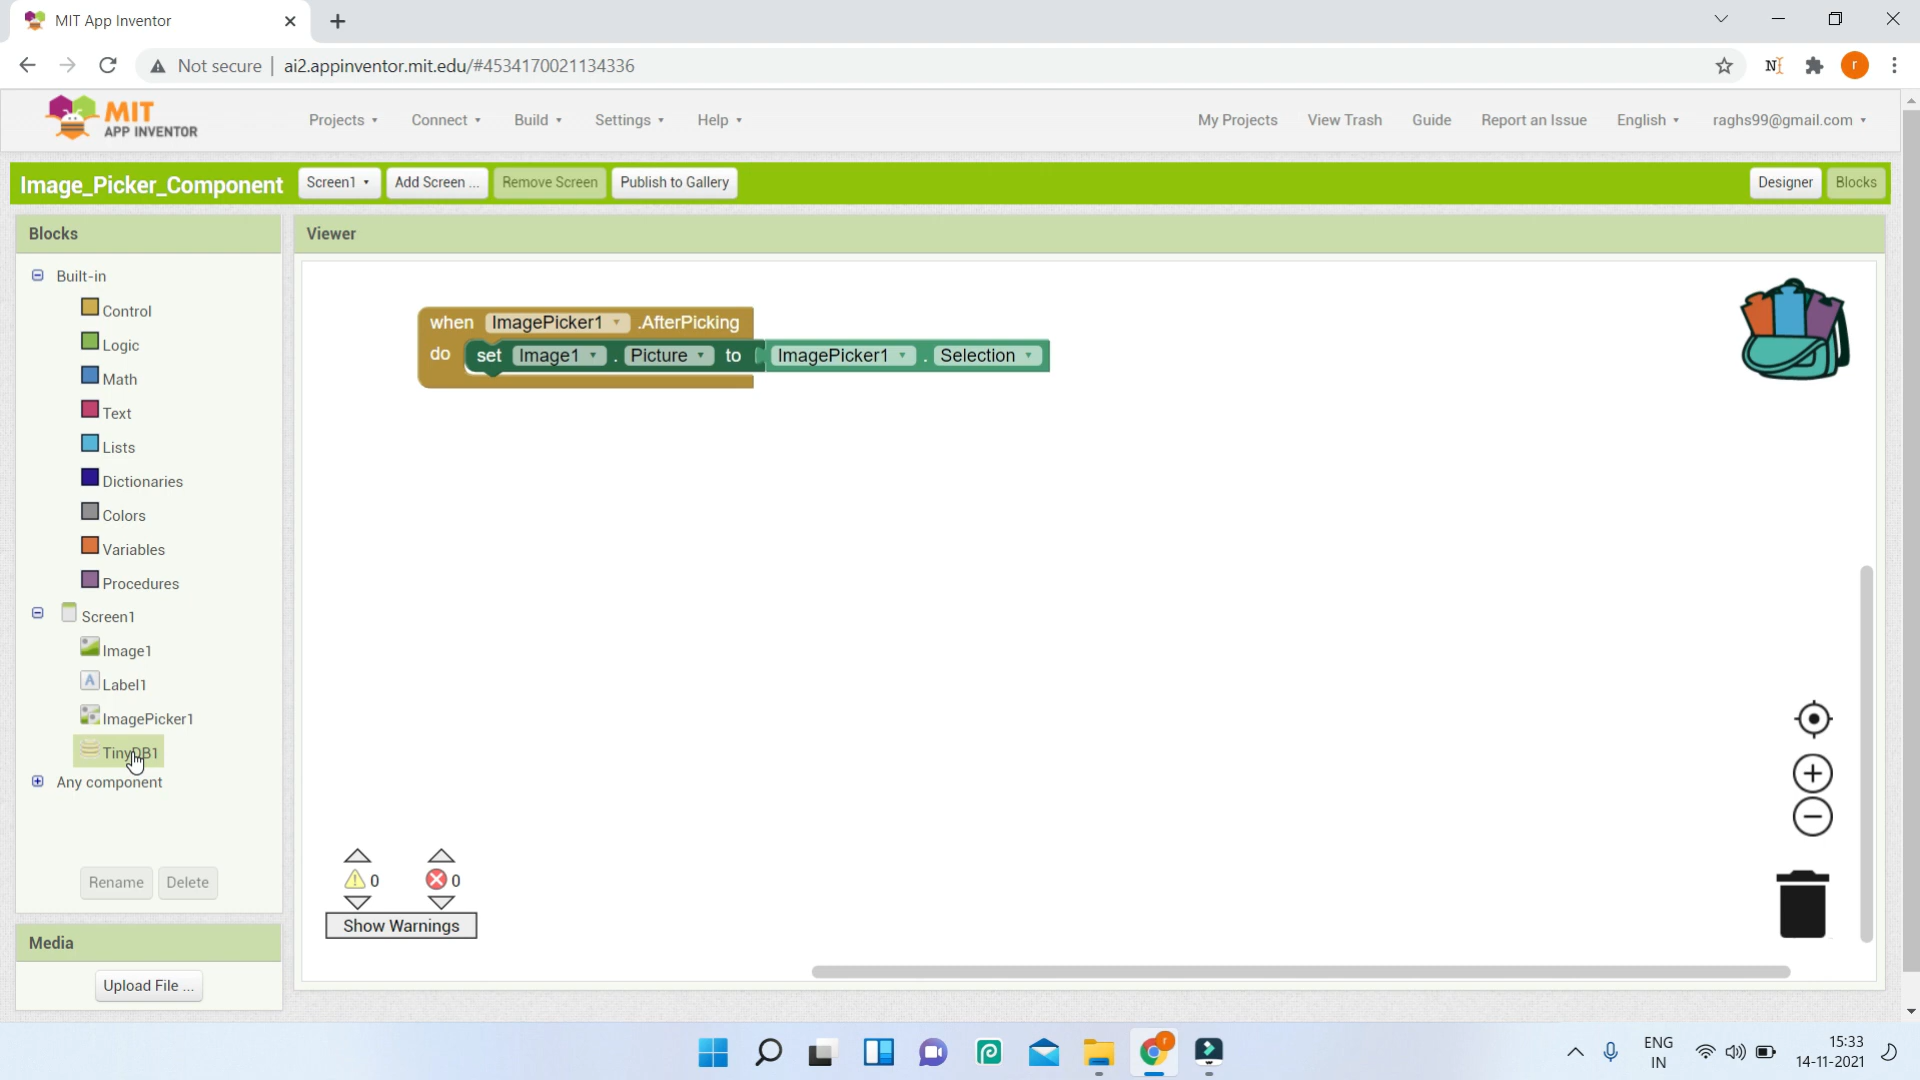 MIT App Inventor
Not secure
ai2.appinventor.mit.edu/#4534170021134336
r
MIT
APP INVENTOR
Projects
Connect
Build
Settings
Help
My Projects
View Trash
Guide
Report an Issue
English
raghs99@gmail.com
Image_Picker_Component
Screen1
Add Screen ...
Remove Screen
Publish to Gallery
Designer
Blocks
Blocks
Built-in
Control
Logic
Math
Text
Lists
Dictionaries
Colors
Variables
Procedures
Screen1
Image1
A Label1
ImagePicker1
TinyDB1
Any component
Rename
Delete
Media
Upload File ...
Viewer
when ImagePicker1 .AfterPicking
do set Image1 . Picture to ImagePicker1 . Selection
0
0
Show Warnings
r
ENG
IN
15:33
14-11-2021